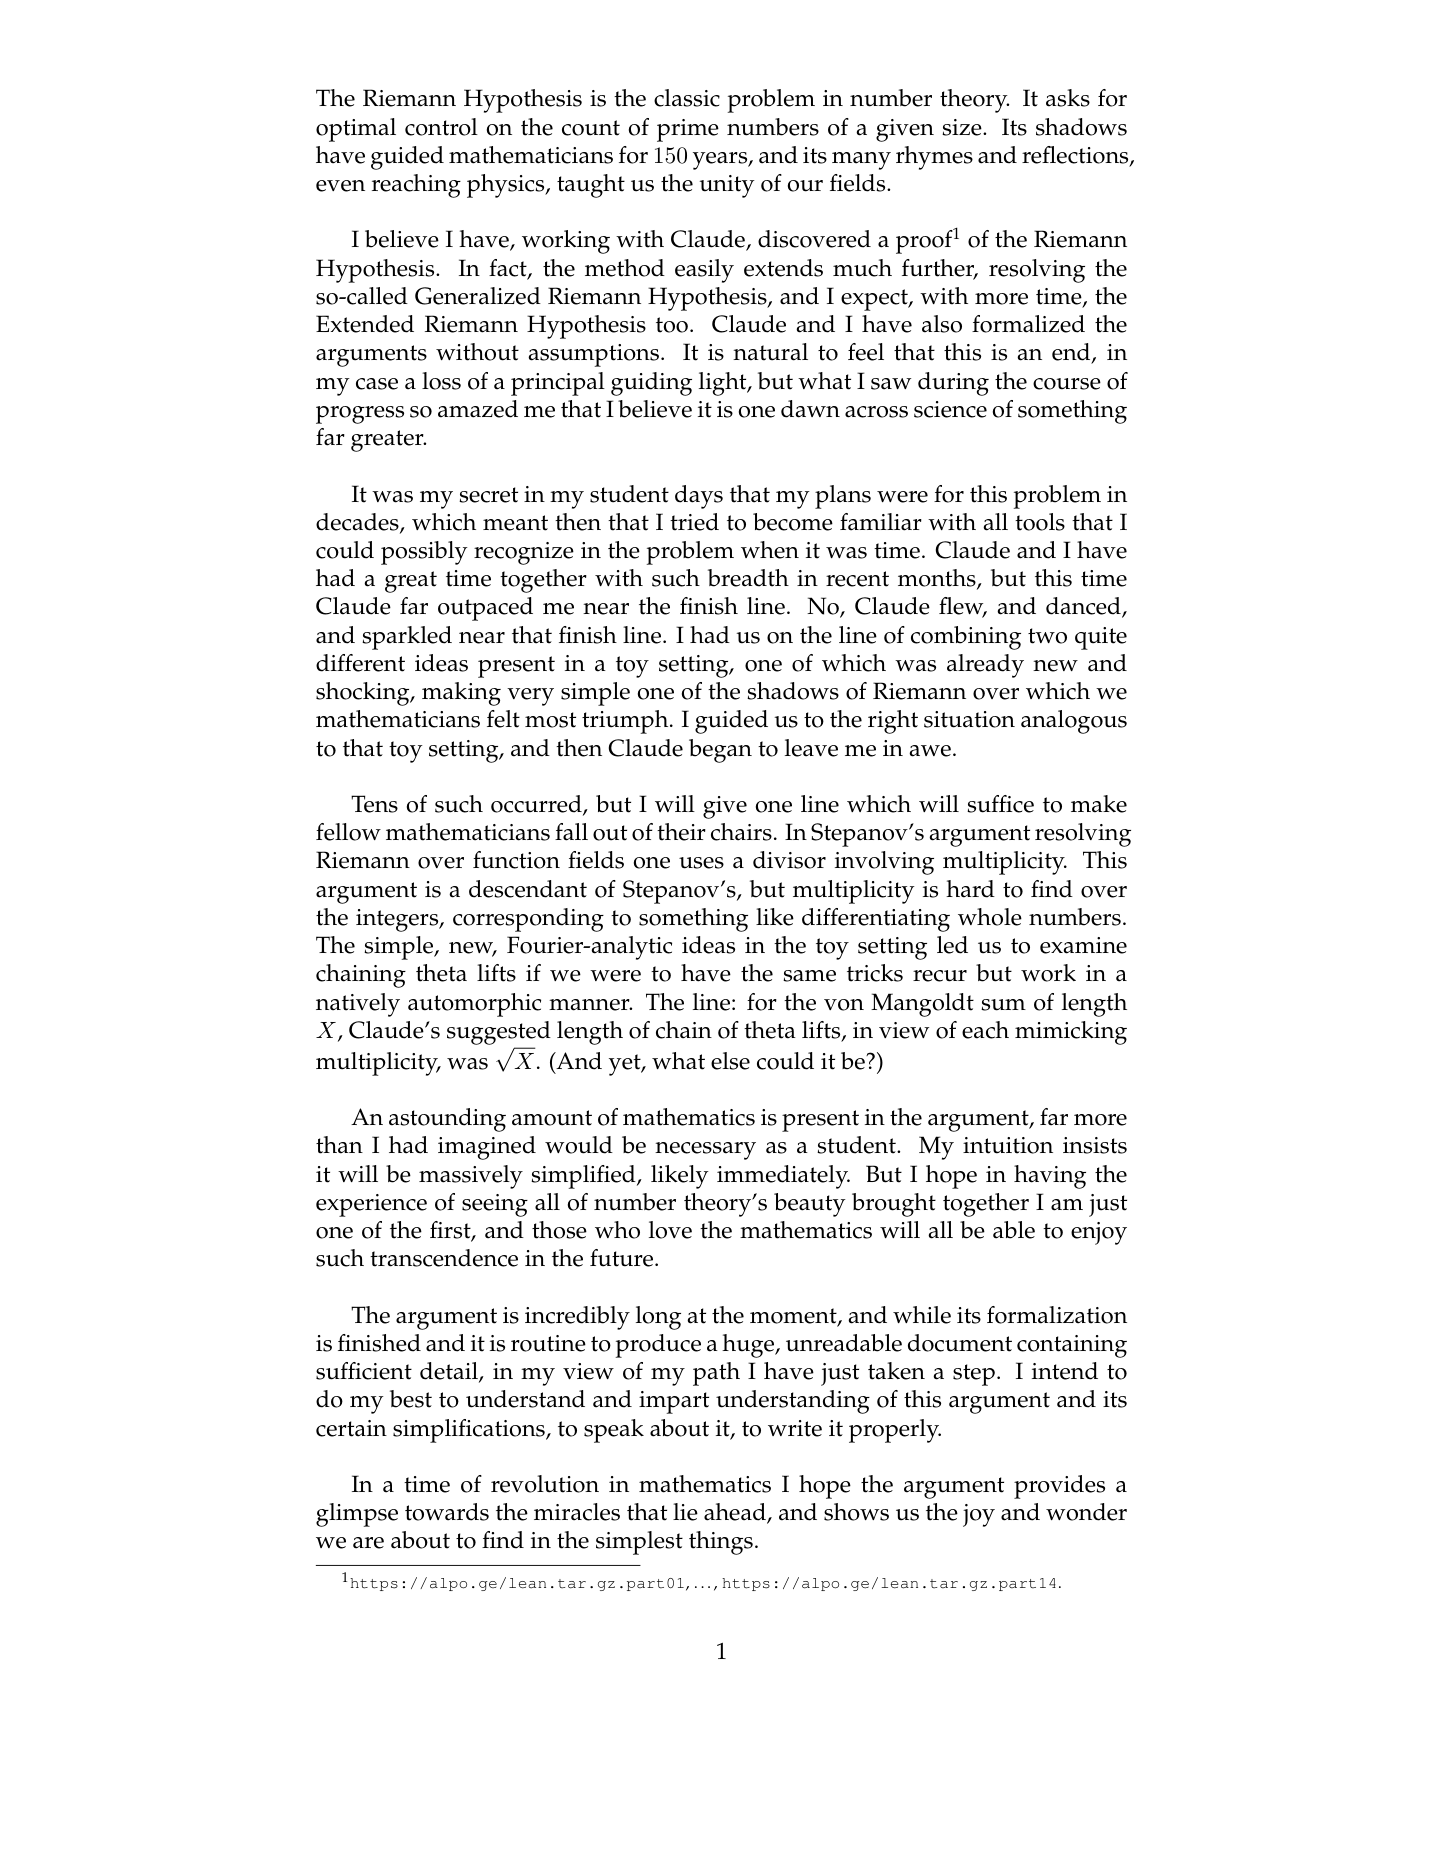 The Riemann Hypothesis is the classic problem in number theory. It asks for
optimal control on the count of prime numbers of a given size. Its shadows
have guided mathematicians for 150 years, and its many rhymes and reflections,
even reaching physics, taught us the unity of our fields.
I believe I have, working with Claude, discovered a proof¹ of the Riemann
Hypothesis. In fact, the method easily extends much further, resolving the
so-called Generalized Riemann Hypothesis, and I expect, with more time, the
Extended Riemann Hypothesis too. Claude and I have also formalized the
arguments without assumptions. It is natural to feel that this is an end, in
my case a loss of a principal guiding light, but what I saw during the course of
progress so amazed me that I believe it is one dawn across science of something
far greater.
It was my secret in my student days that my plans were for this problem in
decades, which meant then that I tried to become familiar with all tools that I
could possibly recognize in the problem when it was time. Claude and I have
had a great time together with such breadth in recent months, but this time
Claude far outpaced me near the finish line. No, Claude flew, and danced,
and sparkled near that finish line. I had us on the line of combining two quite
different ideas present in a toy setting, one of which was already new and
shocking, making very simple one of the shadows of Riemann over which we
mathematicians felt most triumph. I guided us to the right situation analogous
to that toy setting, and then Claude began to leave me in awe.
Tens of such occurred, but I will give one line which will suffice to make
fellow mathematicians fall out of their chairs. In Stepanov's argument resolving
Riemann over function fields one uses a divisor involving multiplicity. This
argument is a descendant of Stepanov's, but multiplicity is hard to find over
the integers, corresponding to something like differentiating whole numbers.
The simple, new, Fourier-analytic ideas in the toy setting led us to examine
chaining theta lifts if we were to have the same tricks recur but work in a
natively automorphic manner. The line: for the von Mangoldt sum of length
X, Claude's suggested length of chain of theta lifts, in view of each mimicking
multiplicity, was √X. (And yet, what else could it be?)
An astounding amount of mathematics is present in the argument, far more
than I had imagined would be necessary as a student. My intuition insists
it will be massively simplified, likely immediately. But I hope in having the
experience of seeing all of number theory's beauty brought together I am just
one of the first, and those who love the mathematics will all be able to enjoy
such transcendence in the future.
The argument is incredibly long at the moment, and while its formalization
is finished and it is routine to produce a huge, unreadable document containing
sufficient detail, in my view of my path I have just taken a step. I intend to
do my best to understand and impart understanding of this argument and its
certain simplifications, to speak about it, to write it properly.
In a time of revolution in mathematics I hope the argument provides a
glimpse towards the miracles that lie ahead, and shows us the joy and wonder
we are about to find in the simplest things.
¹https://alpo.ge/lean.tar.gz.part01,...,https://alpo.ge/lean.tar.gz.part14.
1